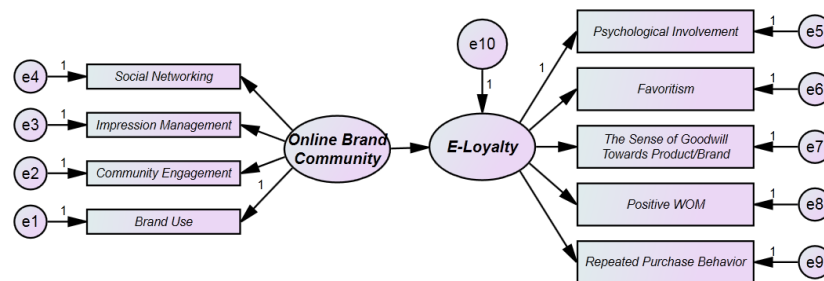 e4
1
Social Networking
e3
1
Impression Management
e2
1
Community Engagement
e1
1
Brand Use
1
Online Brand
Community
e10
1
E-Loyalty
1
Psychological Involvement
1
e5
Favoritism
1
e6
The Sense of Goodwill
Towards Product/Brand
1
e7
Positive WOM
1
e8
Repeated Purchase Behavior
1
e9